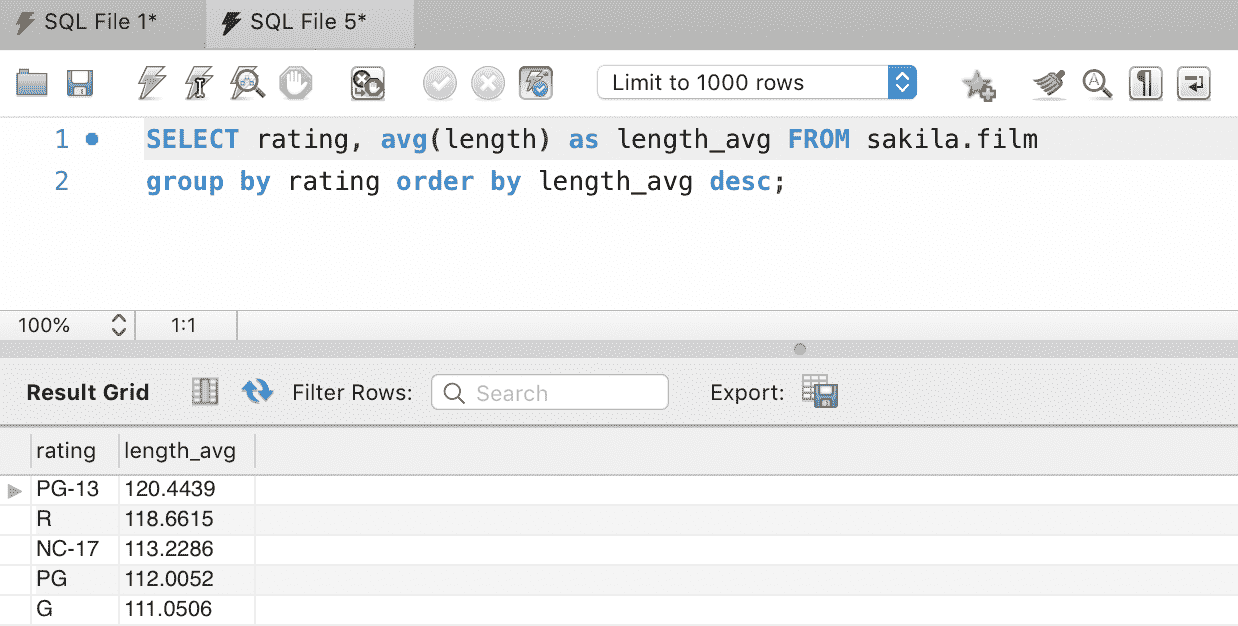 SQL File 1* SQL File 5*
Limit to 1000 rows
1 SELECT rating, avg(length) as length_avg FROM sakila.film
2 group by rating order by length_avg desc;
100% 1:1
Result Grid Filter Rows: Search Export:
rating length_avg
PG-13 120.4439
R 118.6615
NC-17 113.2286
PG 112.0052
G 111.0506